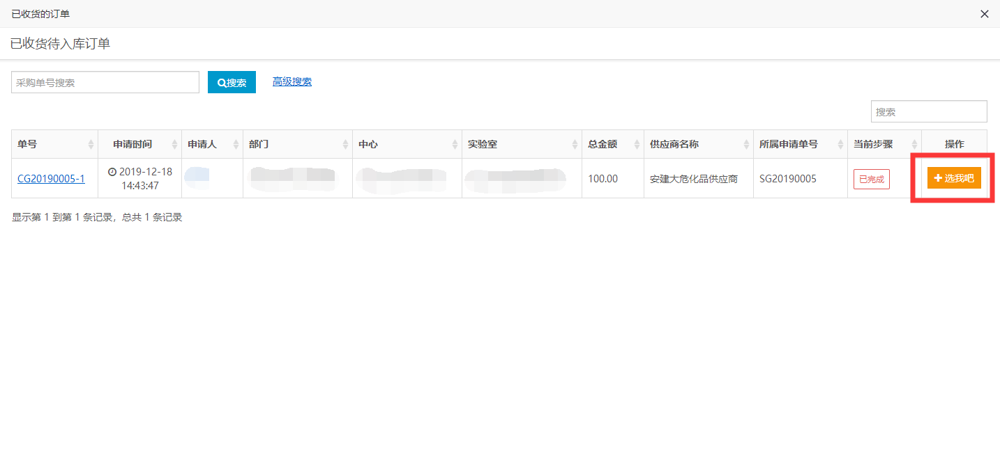 已收货的订单
已收货待入库订单
采购单号搜索 搜索 高级搜索
搜索
单号 申请时间 申请人 部门 中心 实验室 总金额 供应商名称 所属申请单号 当前步骤 操作
CG20190005-1 2019-12-18 14:43:47 100.00 安建大危化品供应商 SG20190005 已完成 选我吧
显示第 1 到第 1 条记录，总共 1 条记录